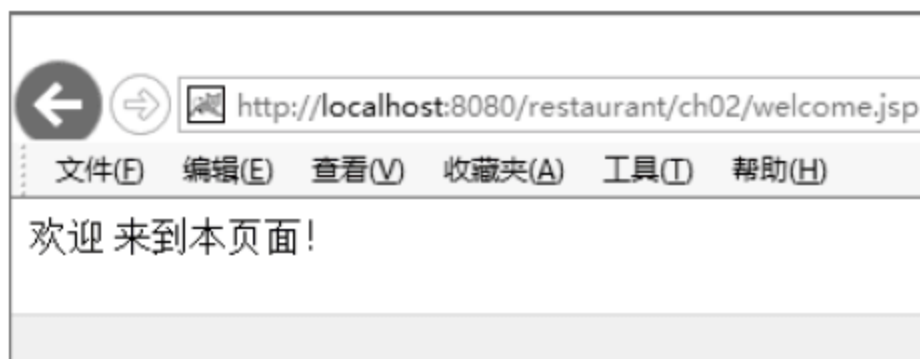 http://localhost:8080/restaurant/ch02/welcome.jsp
文件(F) 编辑(E) 查看(V) 收藏夹(A) 工具(T) 帮助(H)
欢迎 来到本页面!